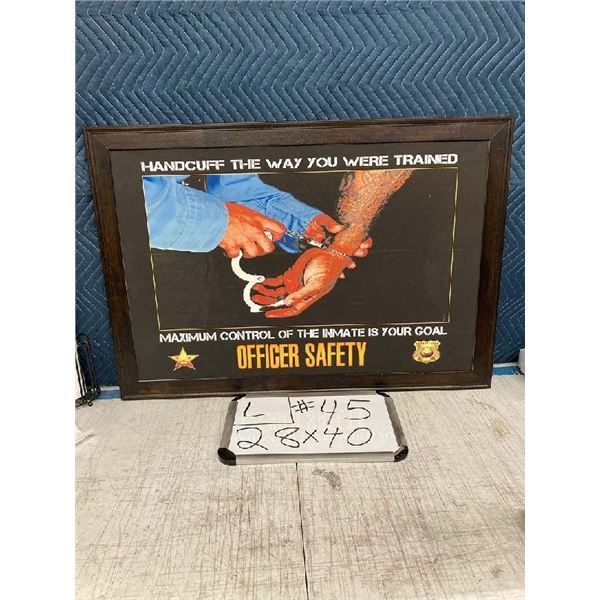 HANDCUFF THE WAY YOU WERE TRAINED
MAXIMUM CONTROL OF THE INMATE IS YOUR GOAL
OFFICER SAFETY
L #45
28x40